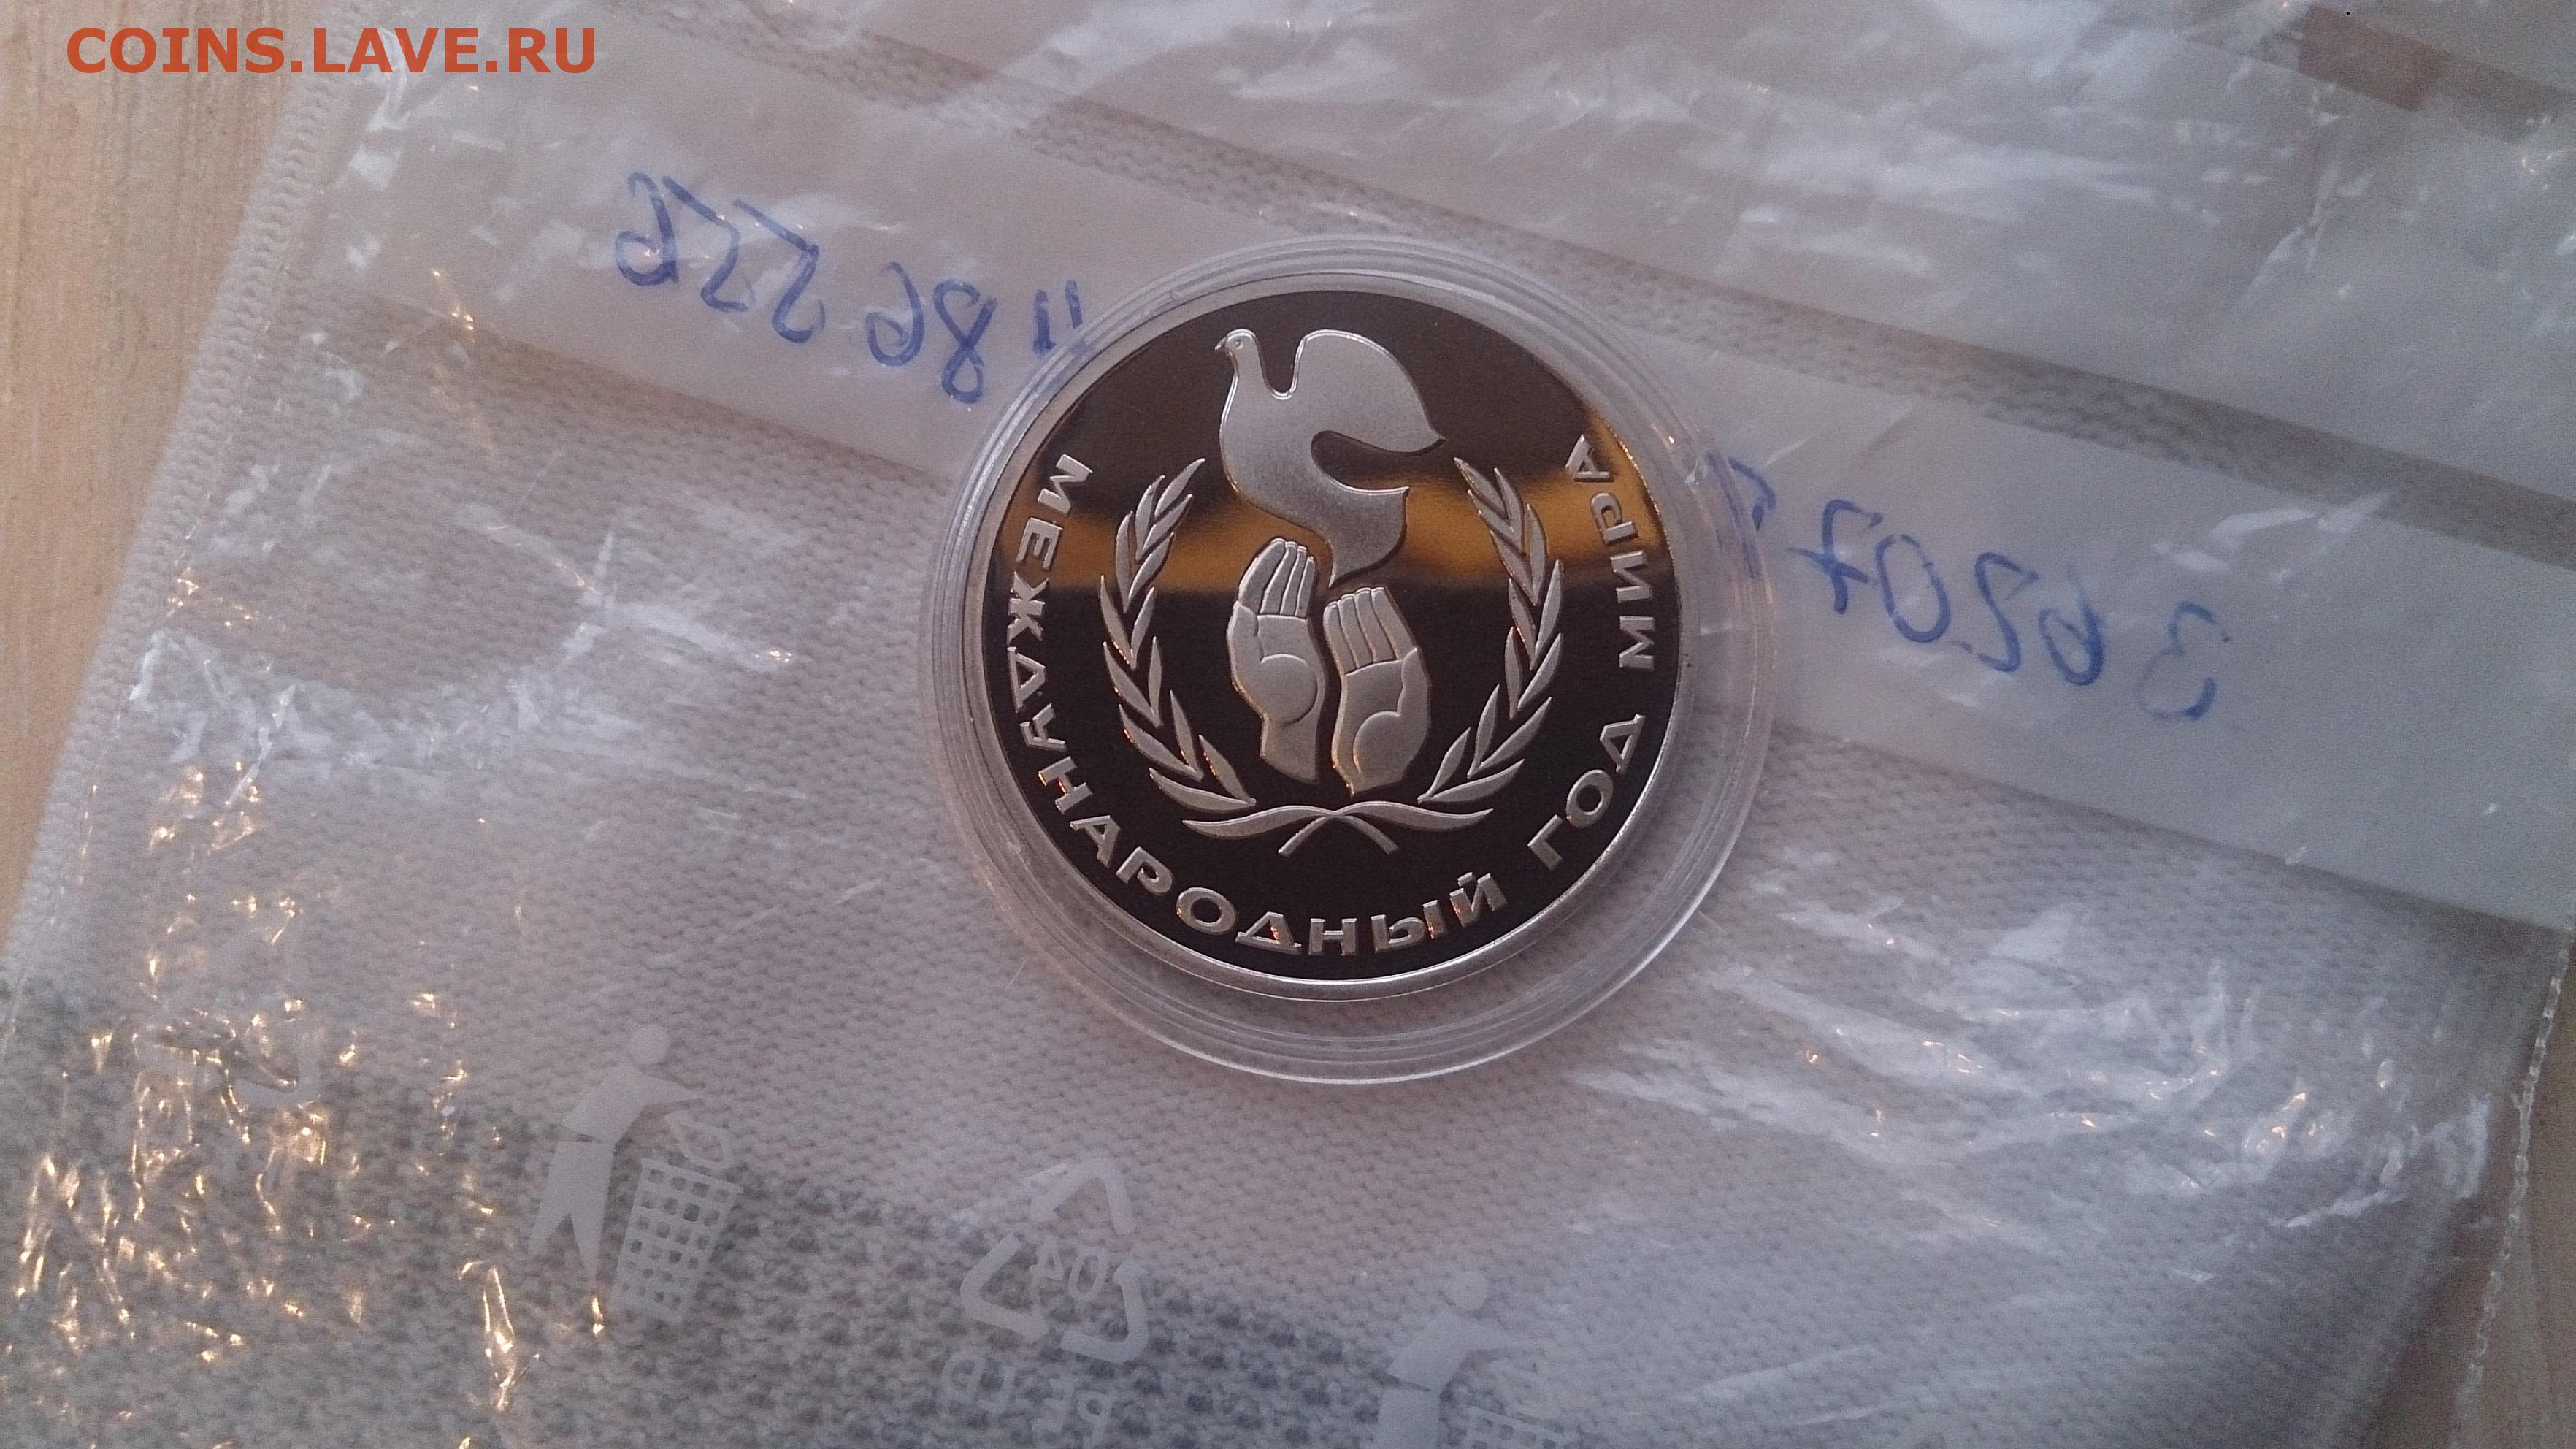 COINS.LAVE.RU
МЕЖДУНАРОДНЫЙ ГОД МИРА
04
PE-LD